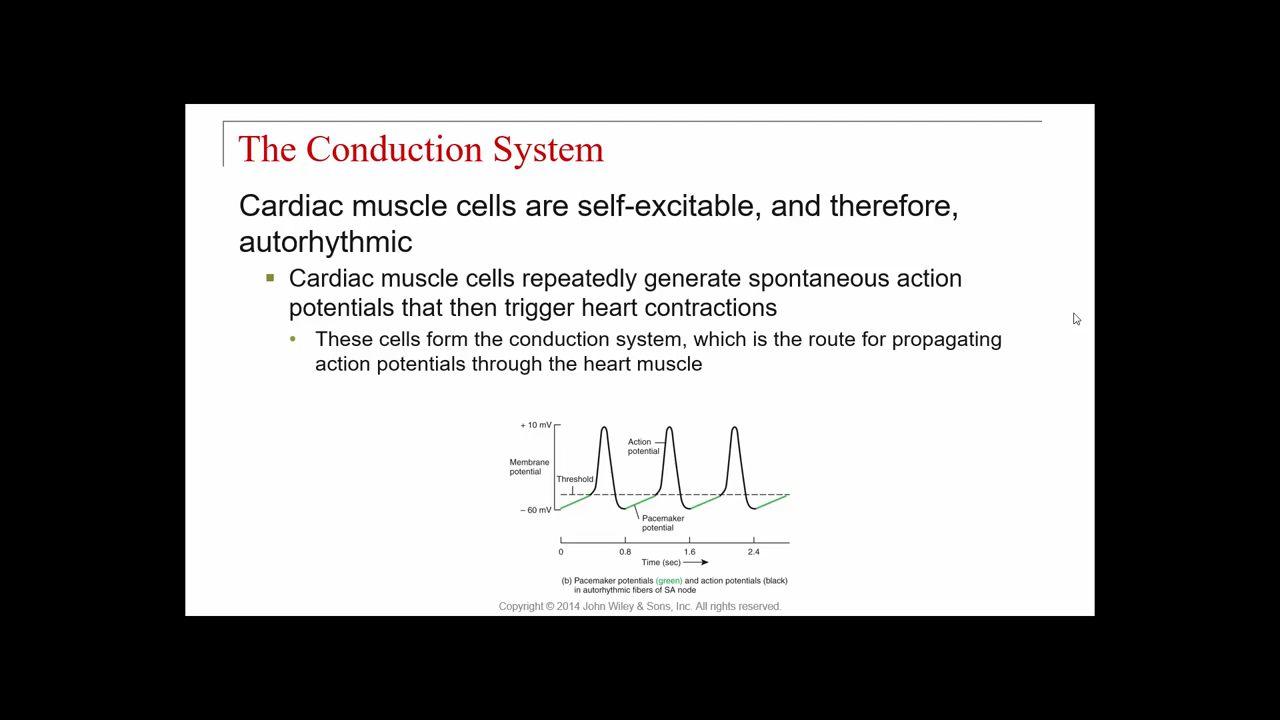 The Conduction System
Cardiac muscle cells are self-excitable, and therefore,
autorhythmic
Cardiac muscle cells repeatedly generate spontaneous action
potentials that then trigger heart contractions
These cells form the conduction system, which is the route for propagating
action potentials through the heart muscle
+ 10 mV
Action
potential
Membrane
potential
Threshold
– 60 mV
Pacemaker
potential
0 0.8 1.6 2.4
Time (sec)
(b) Pacemaker potentials (green) and action potentials (black)
in autorhythmic fibers of SA node
Copyright © 2014 John Wiley & Sons, Inc. All rights reserved.